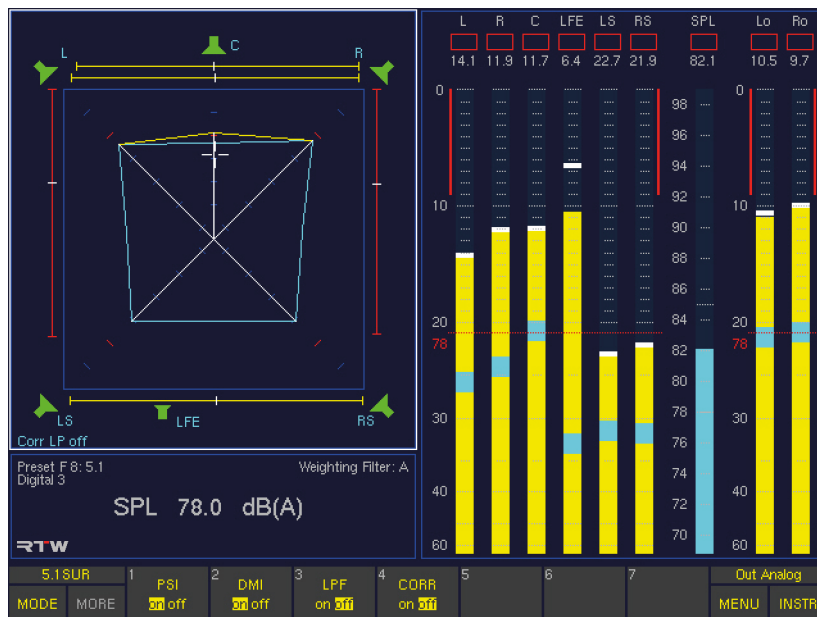 L R C LFE LS RS SPL Lo Ro
14.1 11.9 11.7 6.4 22.7 21.9 82.1 10.5 9.7
L C R
0 98 0
96
94
92
10 90 10
88
86
20 84 20
78 82 78
80
30 78 30
76
74
40 72 40
70
60 60
LS LFE RS
Corr LP off
Preset F 8: 5.1 Weighting Filter: A
Digital 3
SPL 78.0 dB(A)
RTW
5.1SUR 1 PSI 2 DMI 3 LPF 4 CORR 5 6 7 Out Analog
MODE MORE on off on off on off on off MENU INSTR